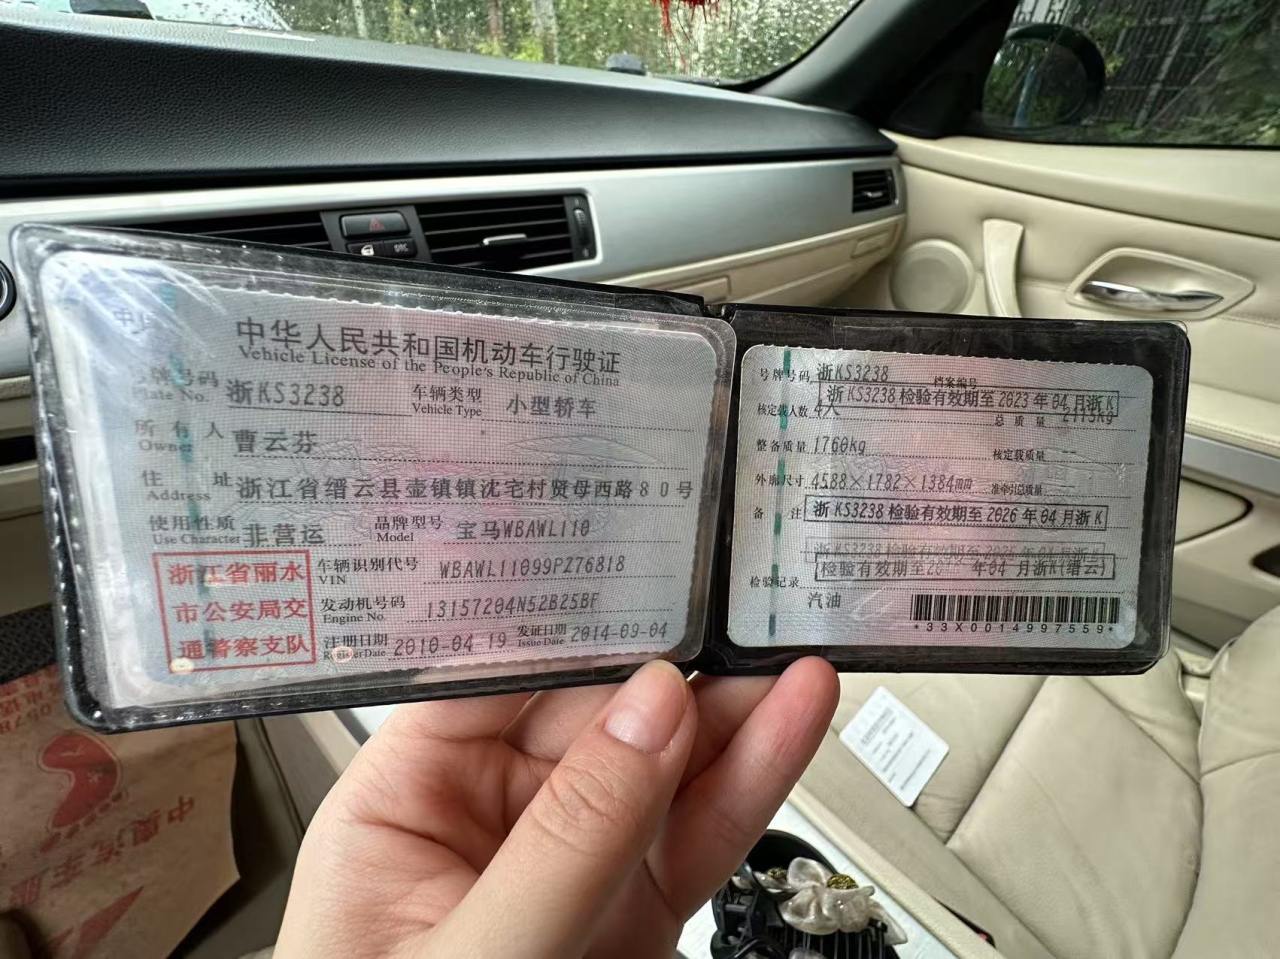 中华人民共和国机动车行驶证
Vehicle License of the People's Republic of China
号牌号码 浙KS3238 车辆类型 小型轿车
Plate No. Vehicle Type
所有人 曹云芬
Owner
住址 浙江省缙云县壶镇镇沈宅村贤母西路80号
Address
使用性质 非营运 品牌型号 宝马WBAWL110
Use Character Model
浙江省丽水
市公安局交
通警察支队
车辆识别代号 WBAWL11099PZ76818
VIN
发动机号码 13157204N52B25BF
Engine No.
注册日期 2010-04-19 发证日期 2014-09-04
Register Date Issue Date
号牌号码 浙KS3238 档案编号
浙KS3238检验有效期至2023年04月浙K
核定载人数 4人 总质量 2115kg
整备质量 1760kg 核定载质量 --
外廓尺寸 4588×1782×1384mm 准牵引总质量
备注 浙KS3238检验有效期至2026年04月浙K
检验有效期至 年04月浙K(缙云)
检验记录
汽油
*33X0014997559*